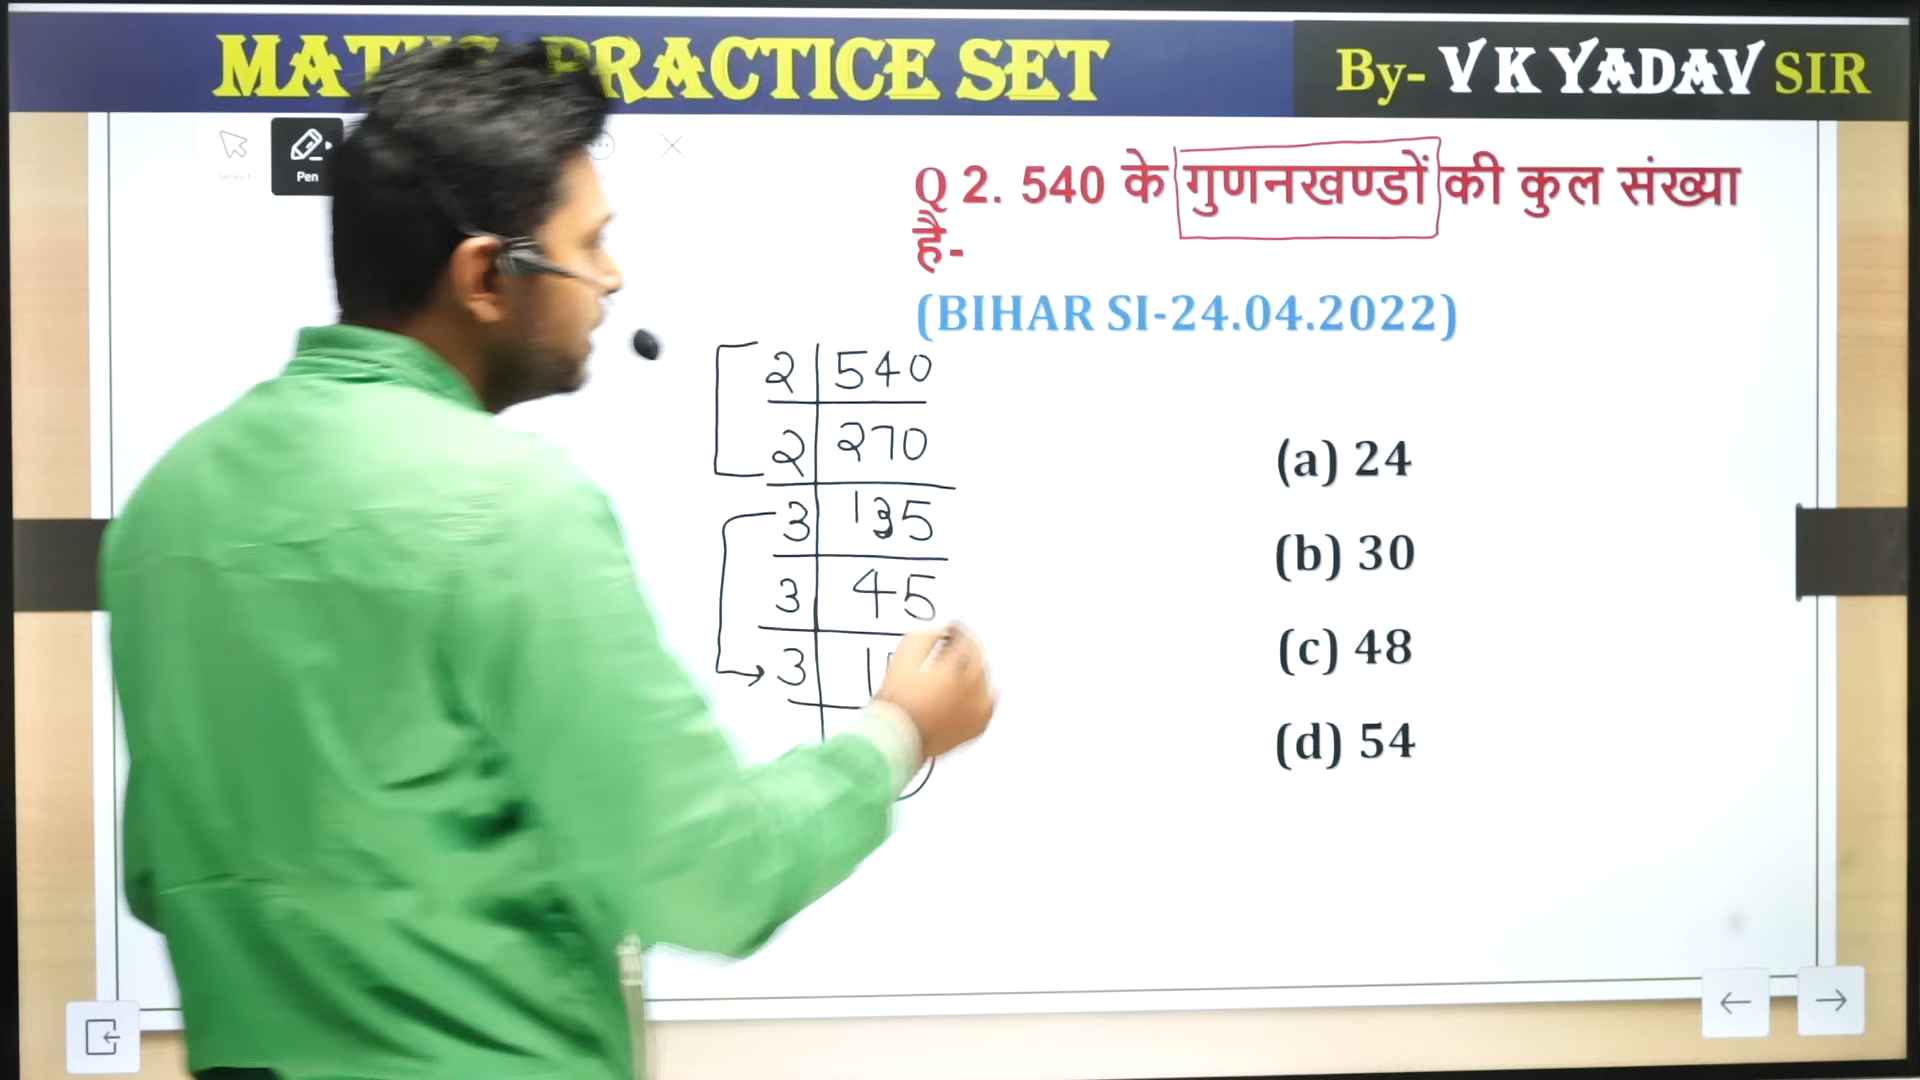 PRACTICE SET
By- V K YADAV SIR
Select
Pen
Q 2. 540 के गुणनखण्डों की कुल संख्या
है-
(BIHAR SI-24.04.2022)
2 540
2 270
3 135
3 45
3
(a) 24
(b) 30
(c) 48
(d) 54